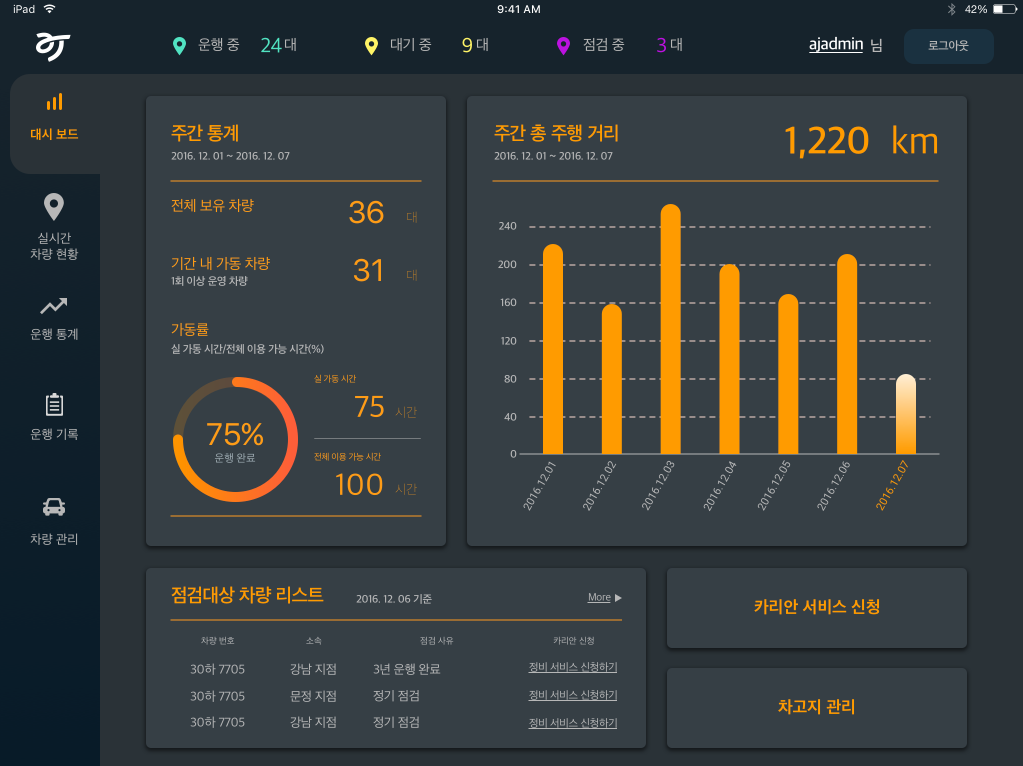 iPad 9:41 AM 42%
운행 중 24 대 대기 중 9 대 점검 중 3 대 ajadmin 님 로그아웃
대시 보드
실시간
차량 현황
운행 통계
운행 기록
차량 관리
주간 통계
2016. 12. 01 ~ 2016. 12. 07
전체 보유 차량 36 대
기간 내 가동 차량 31 대
1회 이상 운영 차량
가동률
실 가동 시간/전체 이용 가능 시간(%)
75%
운행 완료
실 가동 시간
75 시간
전체 이용 가능 시간
100 시간
주간 총 주행 거리 1,220 km
2016. 12. 01 ~ 2016. 12. 07
240
200
160
120
80
40
0
2016.12.01 2016.12.02 2016.12.03 2016.12.04 2016.12.05 2016.12.06 2016.12.07
점검대상 차량 리스트 2016. 12. 06 기준 More ▶
차량 번호 소속 점검 사유 카리안 신청
30하 7705 강남 지점 3년 운행 완료 정비 서비스 신청하기
30하 7705 문정 지점 정기 점검 정비 서비스 신청하기
30하 7705 강남 지점 정기 점검 정비 서비스 신청하기
카리안 서비스 신청
차고지 관리